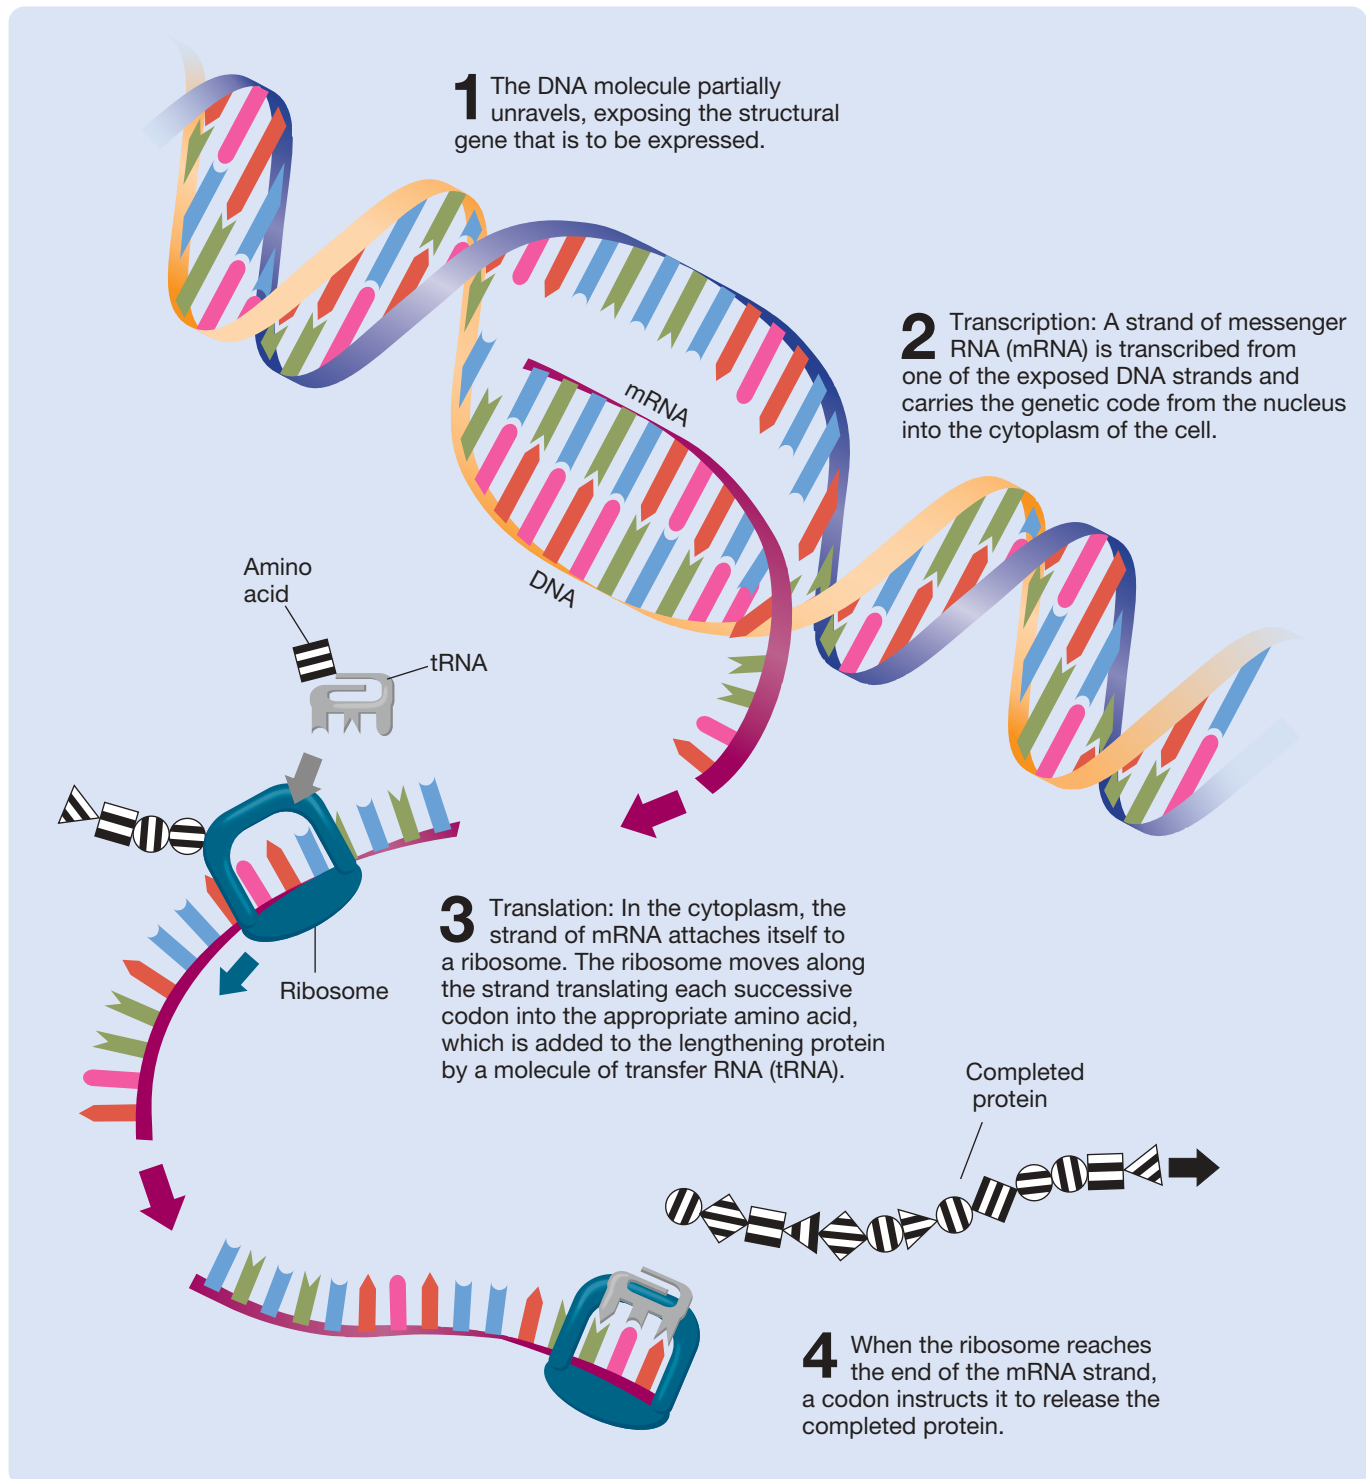 1 The DNA molecule partially
unravels, exposing the structural
gene that is to be expressed.
2 Transcription: A strand of messenger
RNA (mRNA) is transcribed from
one of the exposed DNA strands and
carries the genetic code from the nucleus
into the cytoplasm of the cell.
mRNA
DNA
Amino
acid
tRNA
3 Translation: In the cytoplasm, the
strand of mRNA attaches itself to
a ribosome. The ribosome moves along
the strand translating each successive
codon into the appropriate amino acid,
which is added to the lengthening protein
by a molecule of transfer RNA (tRNA).
Ribosome
Completed
protein
4 When the ribosome reaches
the end of the mRNA strand,
a codon instructs it to release the
completed protein.